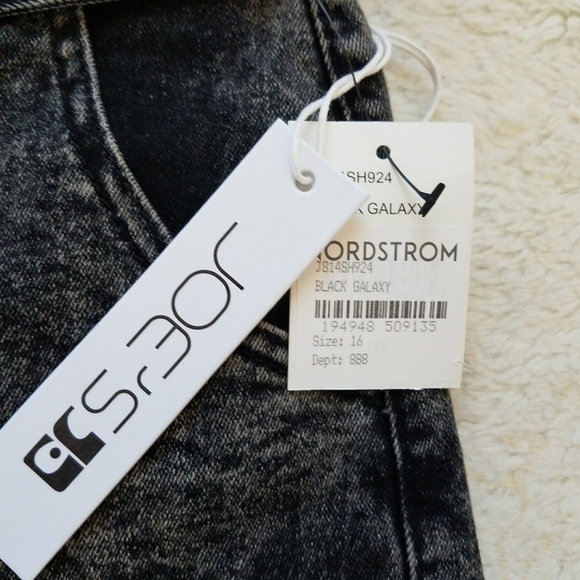 SH924
K GALAXY
NORDSTROM
J814SH924
BLACK GALAXY
194948 509135
Size: 16
Dept: 888
JOE'S